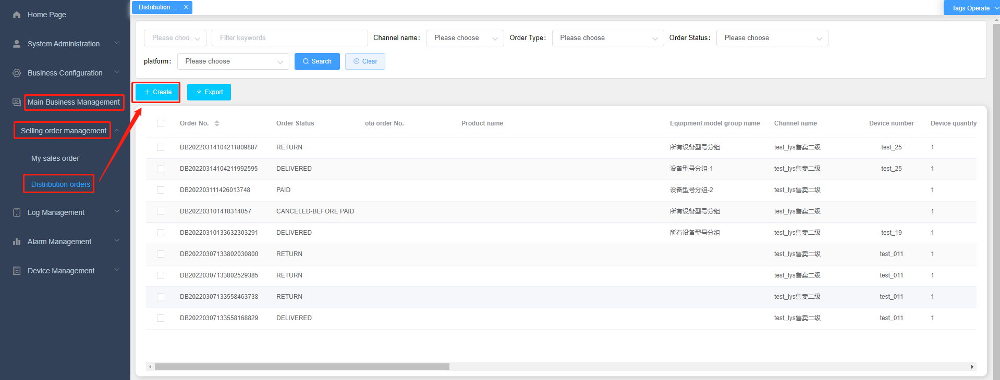 Home Page
System Administration
Business Configuration
Main Business Management
Selling order management
My sales order
Distribution orders
Log Management
Alarm Management
Device Management
Distribution ...
Tags Operate
Please choo
Filter keywords
Channel name: Please choose
Order Type: Please choose
Order Status: Please choose
platform: Please choose
Search
Clear
Create
Export
Order No. Order Status ota order No. Product name Equipment model group name Channel name Device number Device quantity
DB20220314104211809887 RETURN 所有设备型号分组 test_lys售卖二级 test_25 1
DB20220314104211992595 DELIVERED 设备型号分组-1 test_lys售卖二级 test_25 1
DB202203111426013748 PAID 设备型号分组-2 test_lys售卖二级 1
DB202203101418314057 CANCELED-BEFORE PAID 所有设备型号分组 test_lys售卖二级 1
DB20220310133632303291 DELIVERED 所有设备型号分组 test_lys售卖二级 test_19 1
DB20220307133802030800 RETURN test_lys售卖二级 test_011 1
DB20220307133802529385 RETURN test_lys售卖二级 test_011 1
DB20220307133558463738 RETURN test_lys售卖二级 test_011 1
DB20220307133558168829 DELIVERED test_lys售卖二级 test_011 1